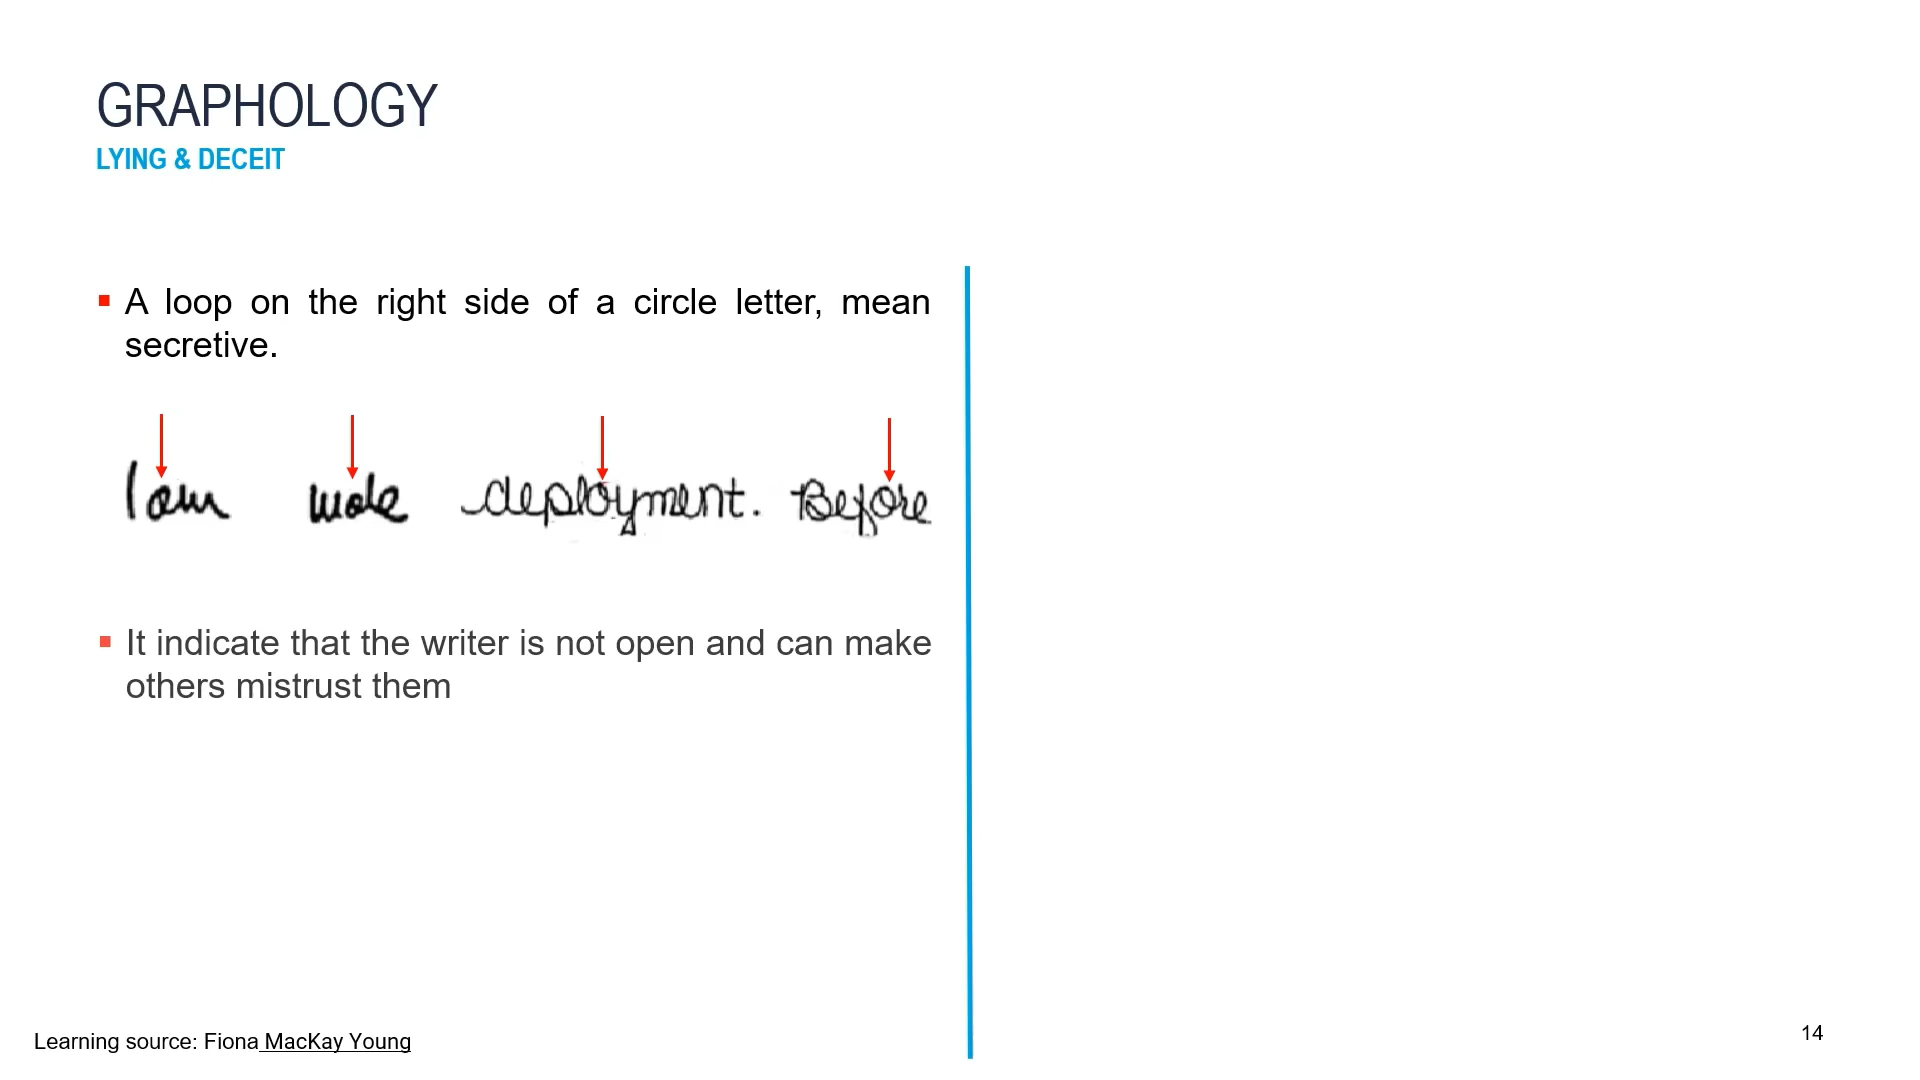 GRAPHOLOGY
LYING & DECEIT
▪ A loop on the right side of a circle letter, mean
secretive.
I am wole deployment. Before
▪ It indicate that the writer is not open and can make
others mistrust them
Learning source: Fiona MacKay Young
14